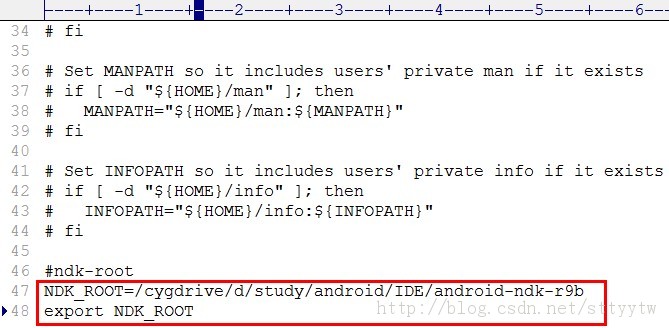 ----+----1----+----2----+----3----+----4----+----5----+----6--
34 # fi
35
36 # Set MANPATH so it includes users' private man if it exists
37 # if [ -d "${HOME}/man" ]; then
38 #   MANPATH="${HOME}/man:${MANPATH}"
39 # fi
40
41 # Set INFOPATH so it includes users' private info if it exists
42 # if [ -d "${HOME}/info" ]; then
43 #   INFOPATH="${HOME}/info:${INFOPATH}"
44 # fi
45
46 #ndk-root
47 NDK_ROOT=/cygdrive/d/study/android/IDE/android-ndk-r9b
48 export NDK_ROOT
http://blog.csdn.net/sttyytw